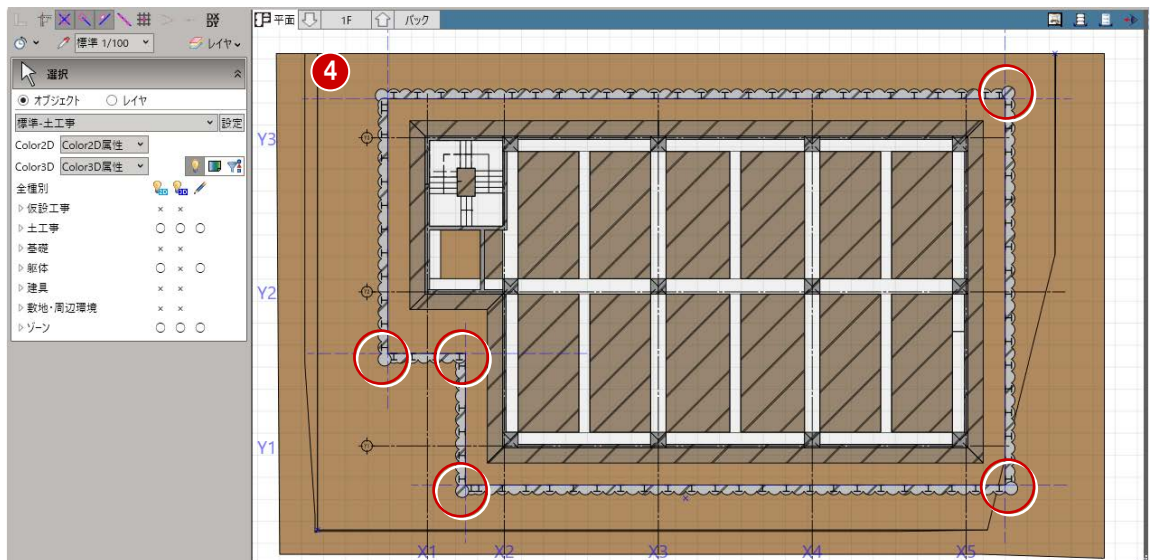 DX
DY
平面 1F バック
標準 1/100 レイヤ
選択
オブジェクト レイヤ
標準-土工事 設定
Color2D Color2D属性
Color3D Color3D属性
全種別 2D 3D
仮設工事 × ×
土工事 ○ ○ ○
基礎 × ×
躯体 ○ × ○
建具 × ×
敷地・周辺環境 × ×
ゾーン ○ ○ ○
4
Y3
Y2
Y1
X1 X2 X3 X4 X5